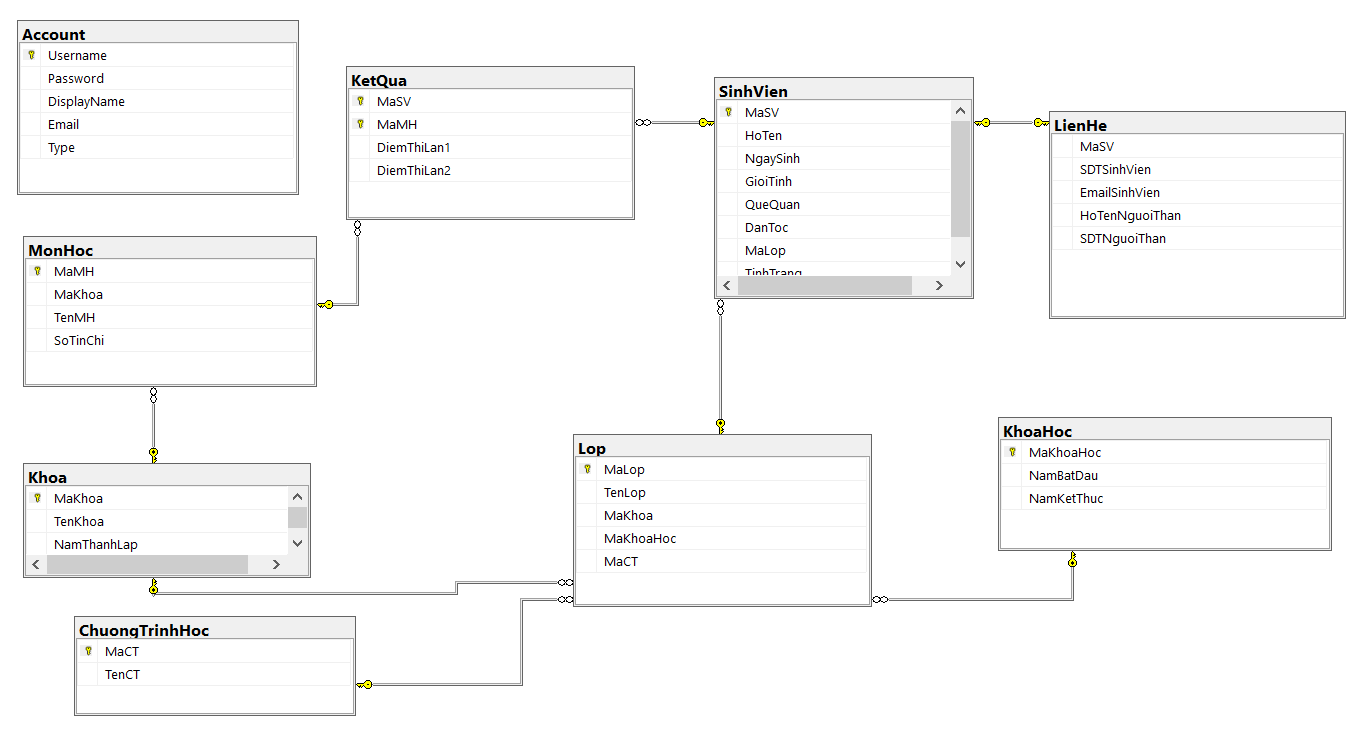 Account
Username
Password
DisplayName
Email
Type
KetQua
MaSV
MaMH
DiemThiLan1
DiemThiLan2
SinhVien
MaSV
HoTen
NgaySinh
GioiTinh
QueQuan
DanToc
MaLop
TinhTrang
LienHe
MaSV
SDTSinhVien
EmailSinhVien
HoTenNguoiThan
SDTNguoiThan
MonHoc
MaMH
MaKhoa
TenMH
SoTinChi
Khoa
MaKhoa
TenKhoa
NamThanhLap
Lop
MaLop
TenLop
MaKhoa
MaKhoaHoc
MaCT
KhoaHoc
MaKhoaHoc
NamBatDau
NamKetThuc
ChuongTrinhHoc
MaCT
TenCT